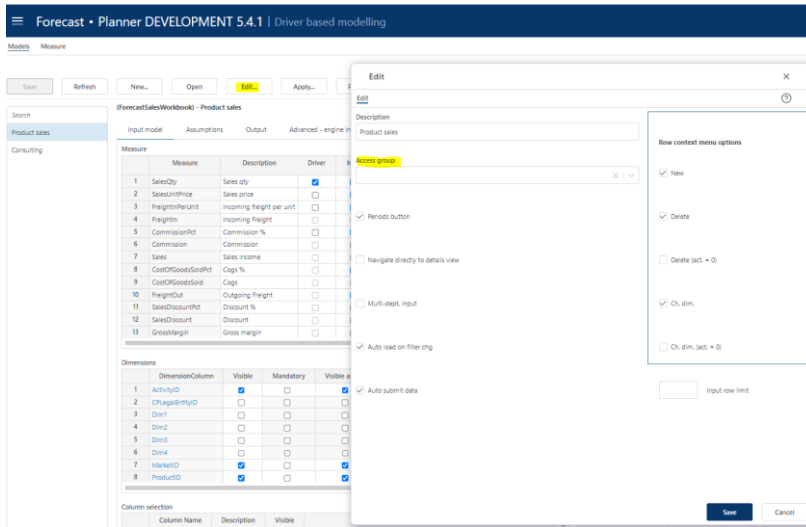 Forecast • Planner DEVELOPMENT 5.4.1 | Driver based modelling
Models Measure
Save Refresh New... Open Edit... Apply...
Search
Product sales
Consulting
(ForecastSalesWorkbook) - Product sales
Input model Assumptions Output Advanced - engine in
Measure
Measure Description Driver
1 SalesQty Sales qty
2 SalesUnitPrice Sales price
3 FreightInPerUnit Incoming freight per unit
4 FreightIn Incoming Freight
5 CommissionPct Commission %
6 Commission Commission
7 Sales Sales income
8 CostOfGoodsSoldPct Cogs %
9 CostOfGoodsSold Cogs
10 FreightOut Outgoing Freight
11 SalesDiscountPct Discount %
12 SalesDiscount Discount
13 GrossMargin Gross margin
Dimensions
DimensionColumn Visible Mandatory Visible a
1 ActivityID
2 CFLegalEntityID
3 Dim1
4 Dim2
5 Dim3
6 Dim4
7 MarketID
8 ProductID
Column selection
Column Name Description Visible
Edit
Edit
Description
Product sales
Access group
Periods button
Navigate directly to details view
Multi-dept. input
Auto load on filter chg
Auto submit data
Row context menu options
New
Delete
Delete (act. = 0)
Ch. dim.
Ch. dim. (act. = 0)
Input row limit
Save Cancel